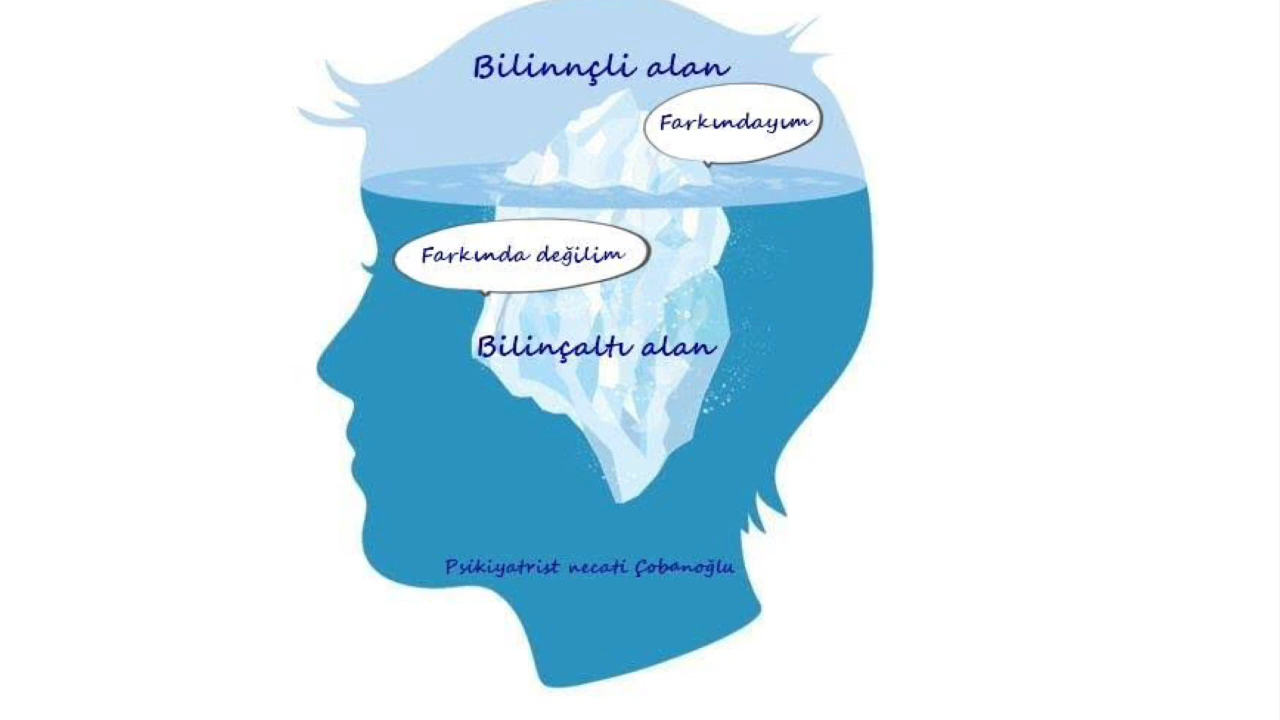 Bilinnçli alan
Farkındayım
Farkında değilim
Bilinçaltı alan
Psikiyatrist necati Çobanoğlu